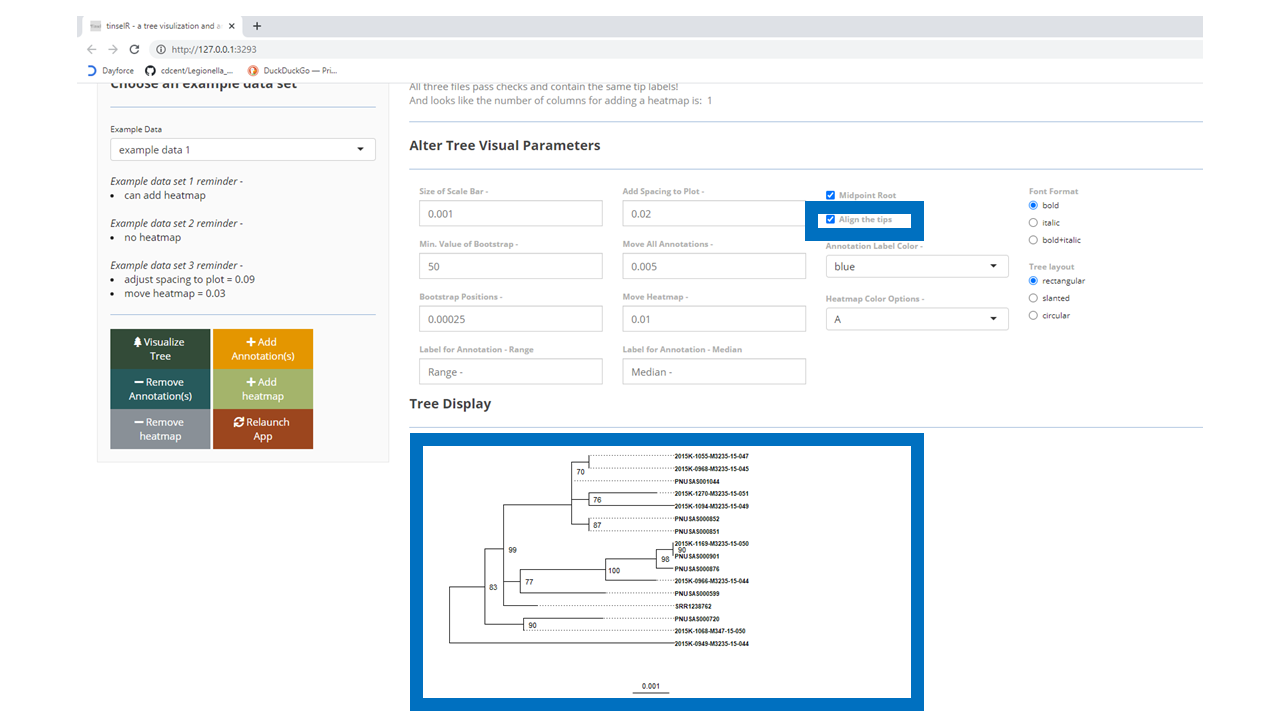 tinselR - a tree visulization and a
http://127.0.0.1:3293
Dayforce
cdcent/Legionella_...
DuckDuckGo — Pri...
Choose an example data set
Example Data
example data 1
Example data set 1 reminder -
can add heatmap
Example data set 2 reminder -
no heatmap
Example data set 3 reminder -
adjust spacing to plot = 0.09
move heatmap = 0.03
Visualize
Tree
Add
Annotation(s)
Remove
Annotation(s)
Add
heatmap
Remove
heatmap
Relaunch
App
All three files pass checks and contain the same tip labels!
And looks like the number of columns for adding a heatmap is: 1
Alter Tree Visual Parameters
Size of Scale Bar -
0.001
Min. Value of Bootstrap -
50
Bootstrap Positions -
0.00025
Label for Annotation - Range
Range -
Add Spacing to Plot -
0.02
Move All Annotations -
0.005
Move Heatmap -
0.01
Label for Annotation - Median
Median -
Midpoint Root
Align the tips
Annotation Label Color -
blue
Heatmap Color Options -
A
Font Format
bold
italic
bold+italic
Tree layout
rectangular
slanted
circular
Tree Display
2015K-1055-M3235-15-047
2015K-0968-M3235-15-045
70
PNUSAS001044
2015K-1270-M3235-15-051
76
2015K-1094-M3235-15-049
PNUSAS000852
87
PNUSAS000851
2015K-1169-M3235-15-050
99
90
PNUSAS000901
98
PNUSAS000876
100
2015K-0966-M3235-15-044
77
83
PNUSAS000599
SRR1238762
PNUSAS000720
90
2015K-1068-M347-15-050
2015K-0949-M3235-15-044
0.001